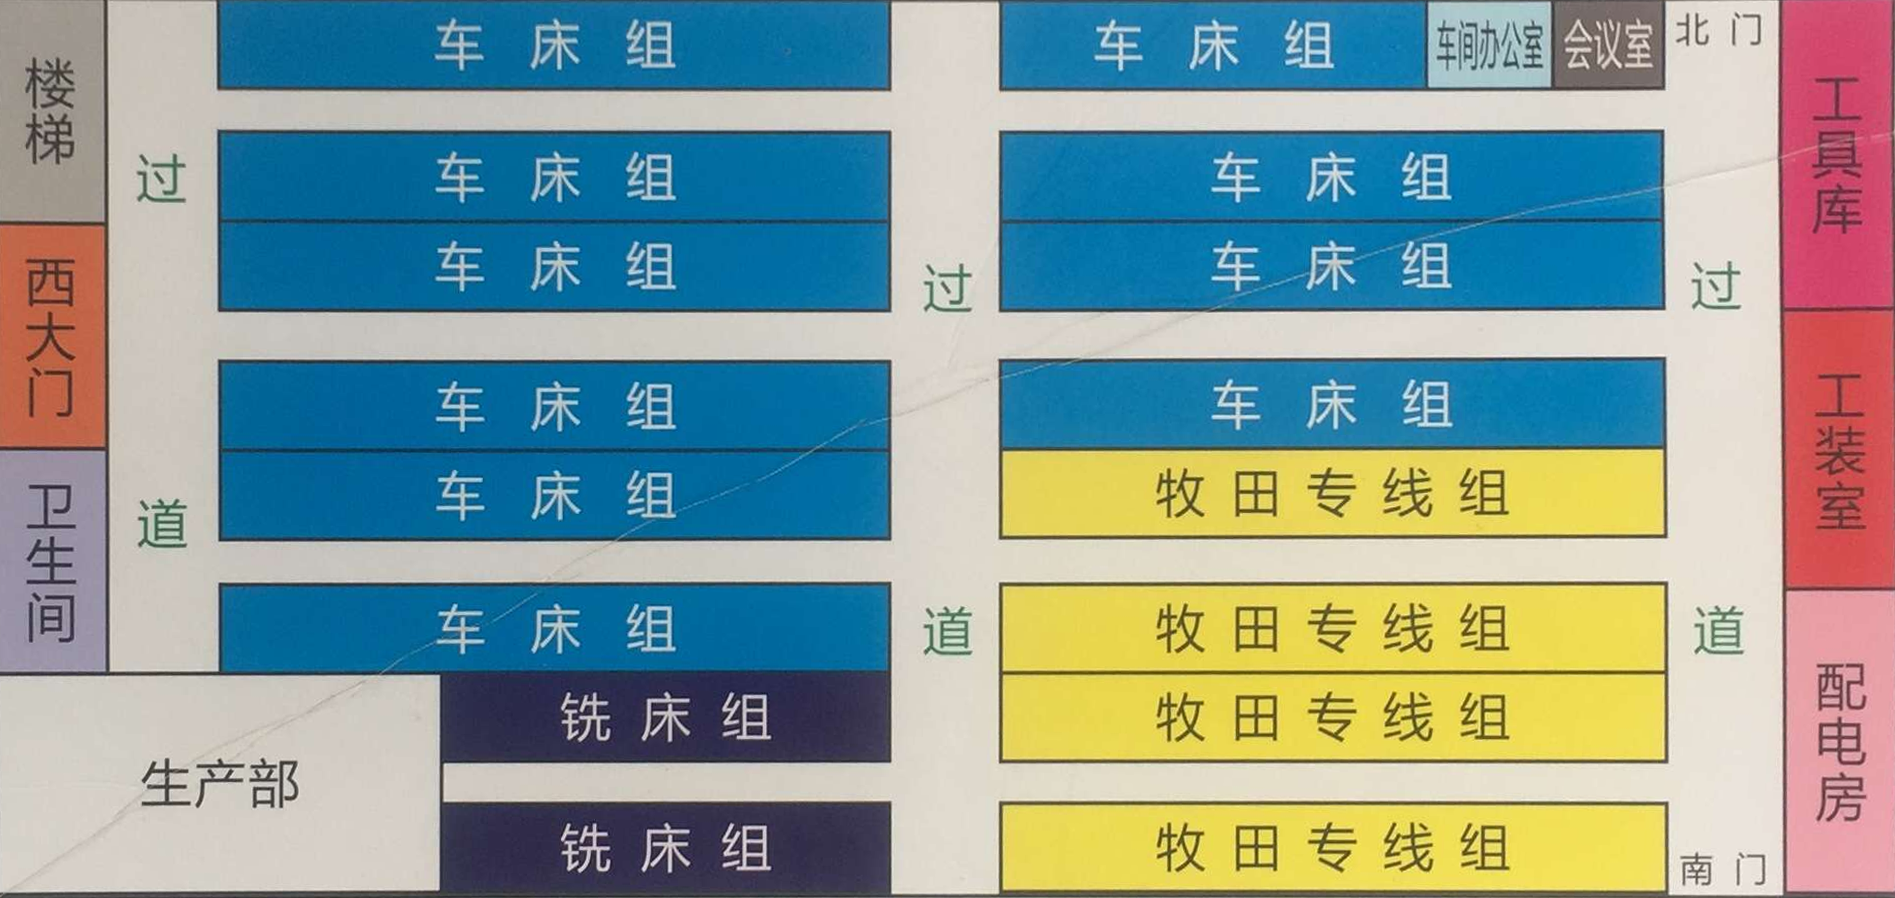 楼梯
西大门
卫生间
过道
车床组
车床组
车床组
车床组
车床组
车床组
铣床组
铣床组
生产部
过道
车床组
车间办公室
会议室
北门
车床组
车床组
车床组
牧田专线组
牧田专线组
牧田专线组
牧田专线组
过道
南门
工具库
工装室
配电房